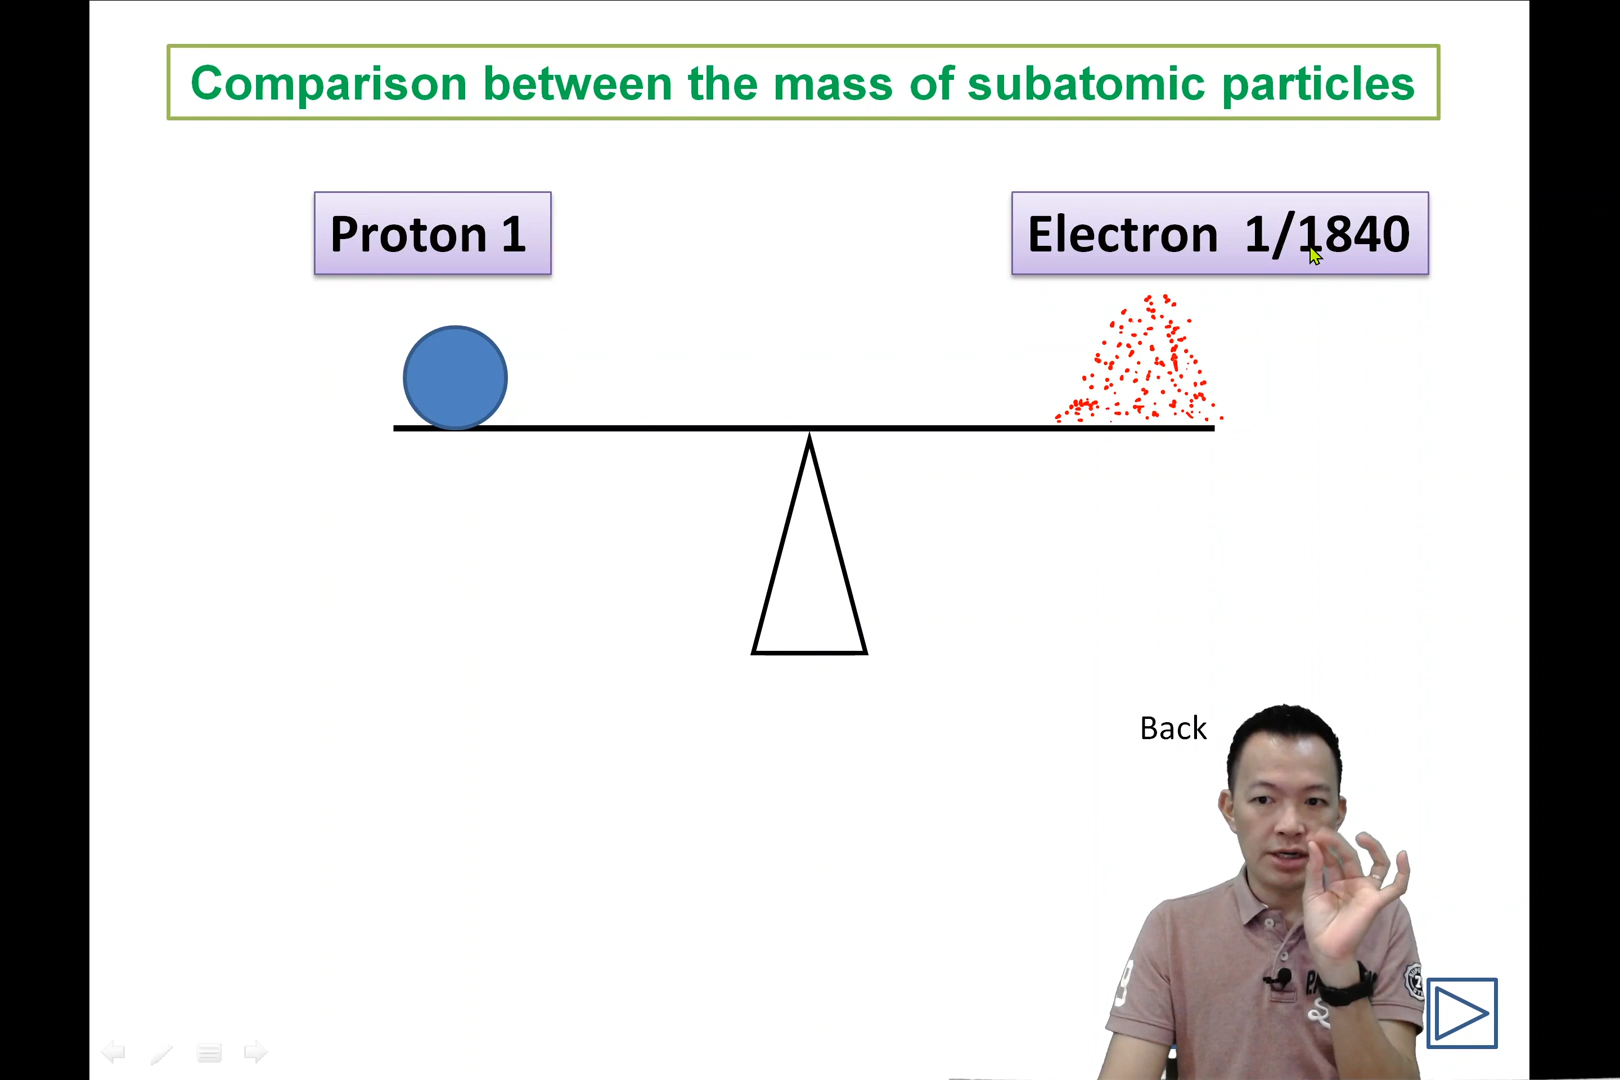 Comparison between the mass of subatomic particles
Proton 1
Electron 1/1840
Back